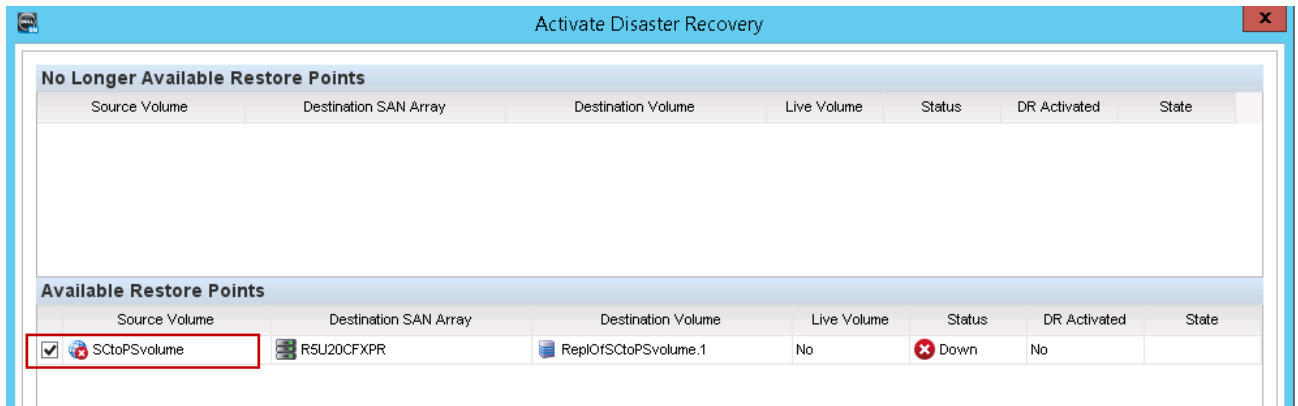 Activate Disaster Recovery
x
No Longer Available Restore Points
Source Volume Destination SAN Array Destination Volume Live Volume Status DR Activated State
Available Restore Points
Source Volume Destination SAN Array Destination Volume Live Volume Status DR Activated State
SCtoPSvolume R5U20CFXPR ReplOfSCtoPSvolume.1 No Down No